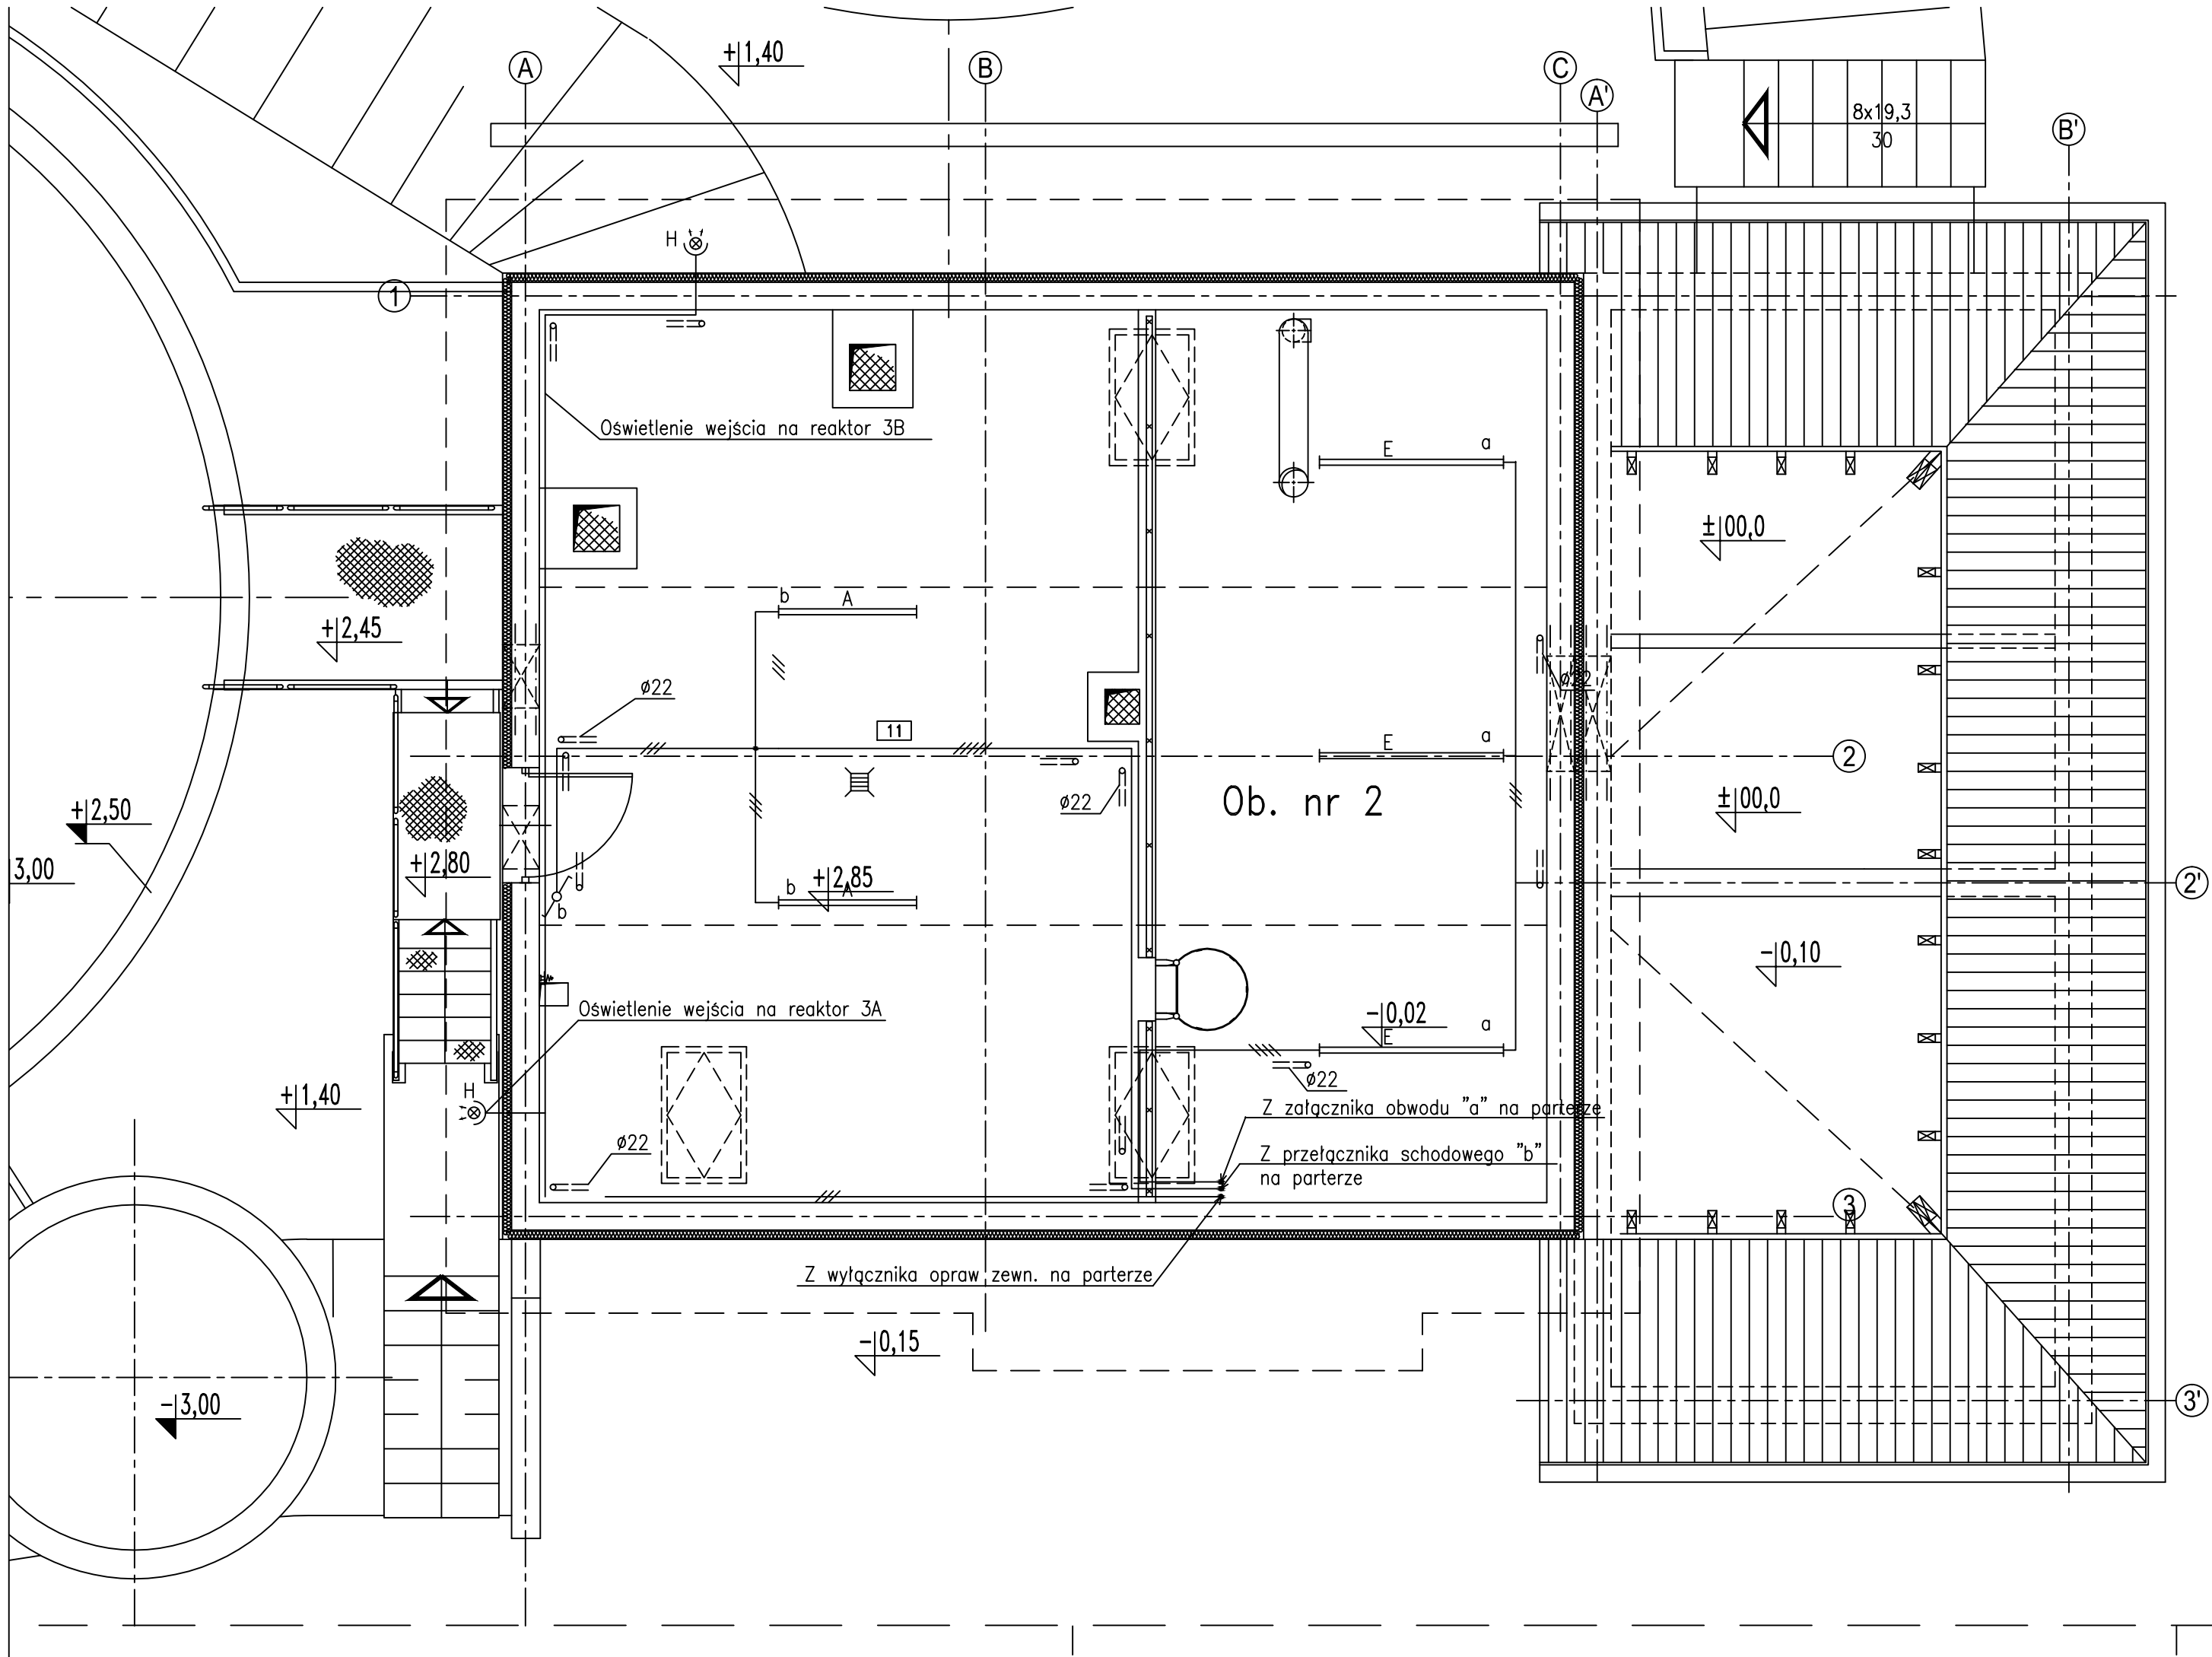 +1,40
A
B
C
A'
8x19,3
30
B'
H
1
Oświetlenie wejścia na reaktor 3B
E
a
±00,0
b
A
+2,45
ø22
ø22
11
E
a
2
ø22
Ob. nr 2
±00,0
+2,50
3,00
+2,80
b
+2,85
A
b
2'
-0,10
Oświetlenie wejścia na reaktor 3A
-0,02
a
E
H
+1,40
ø22
Z załącznika obwodu "a" na parterze
ø22
Z przełącznika schodowego "b"
na parterze
3
Z wyłącznika opraw zewn. na parterze
-0,15
-3,00
3'